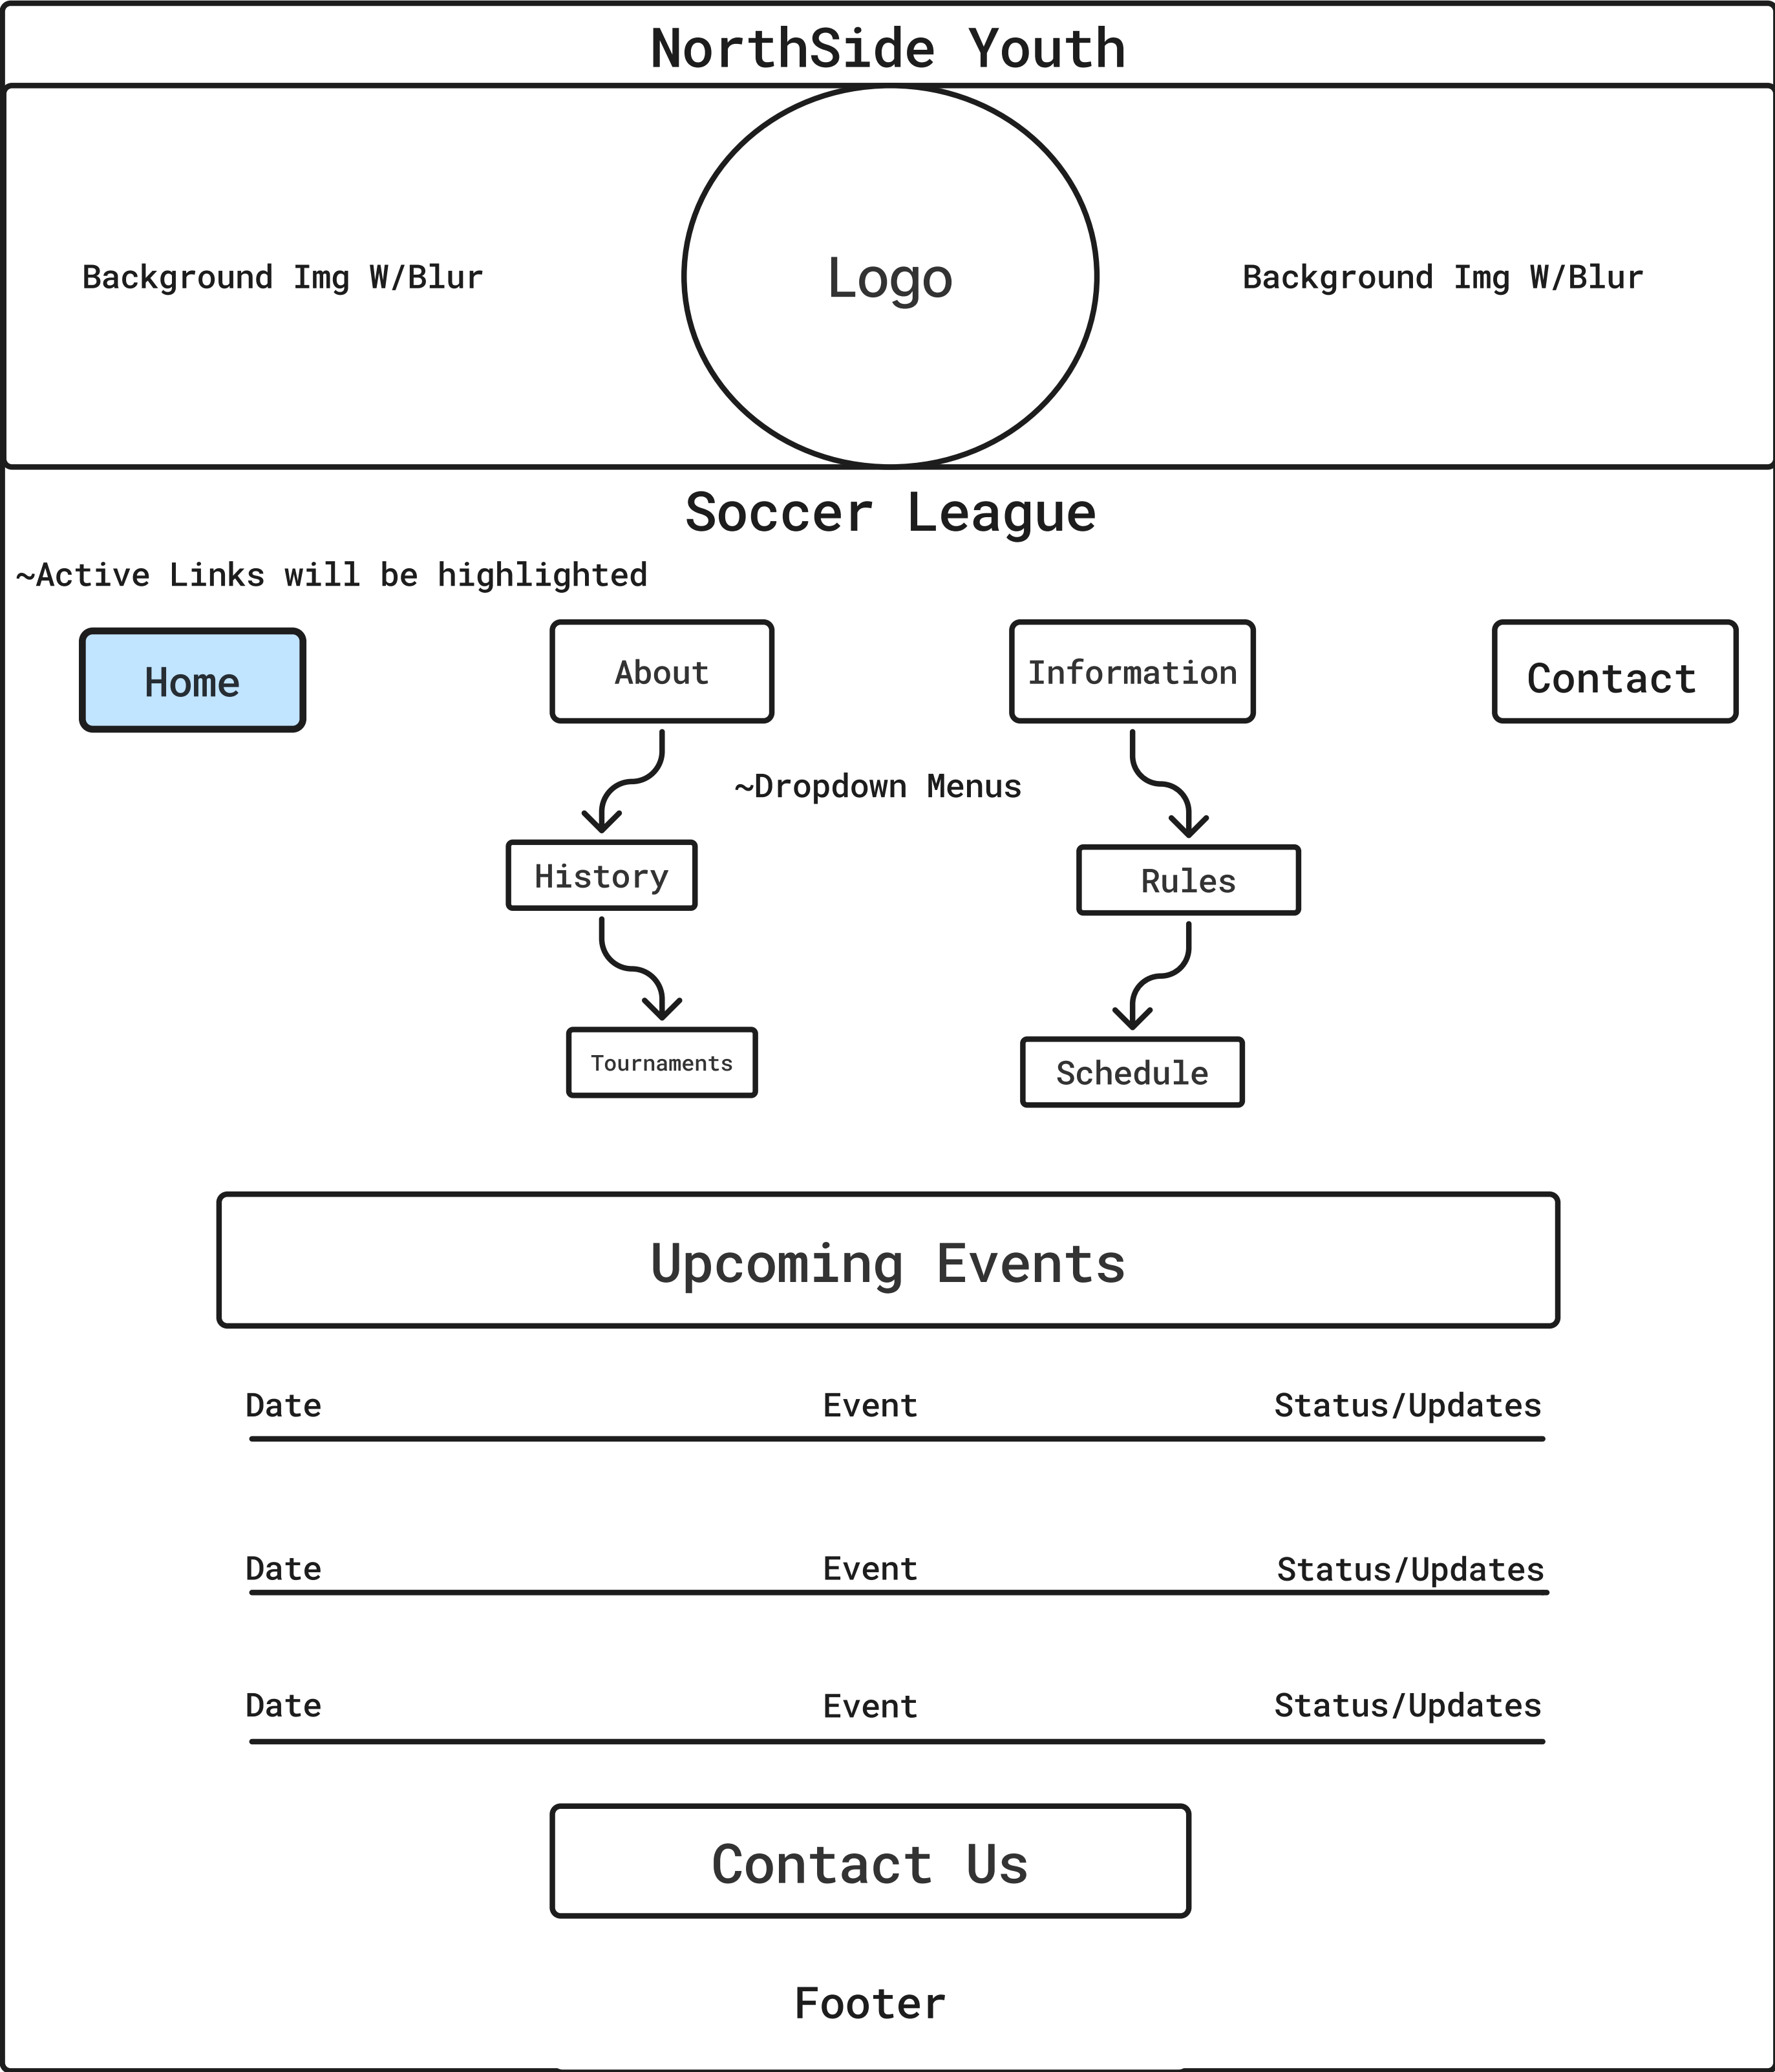 NorthSide Youth
Background Img W/Blur
Logo
Background Img W/Blur
Soccer League
~Active Links will be highlighted
Home
About
Information
Contact
~Dropdown Menus
History
Rules
Tournaments
Schedule
Upcoming Events
Date Event Status/Updates
Date Event Status/Updates
Date Event Status/Updates
Contact Us
Footer